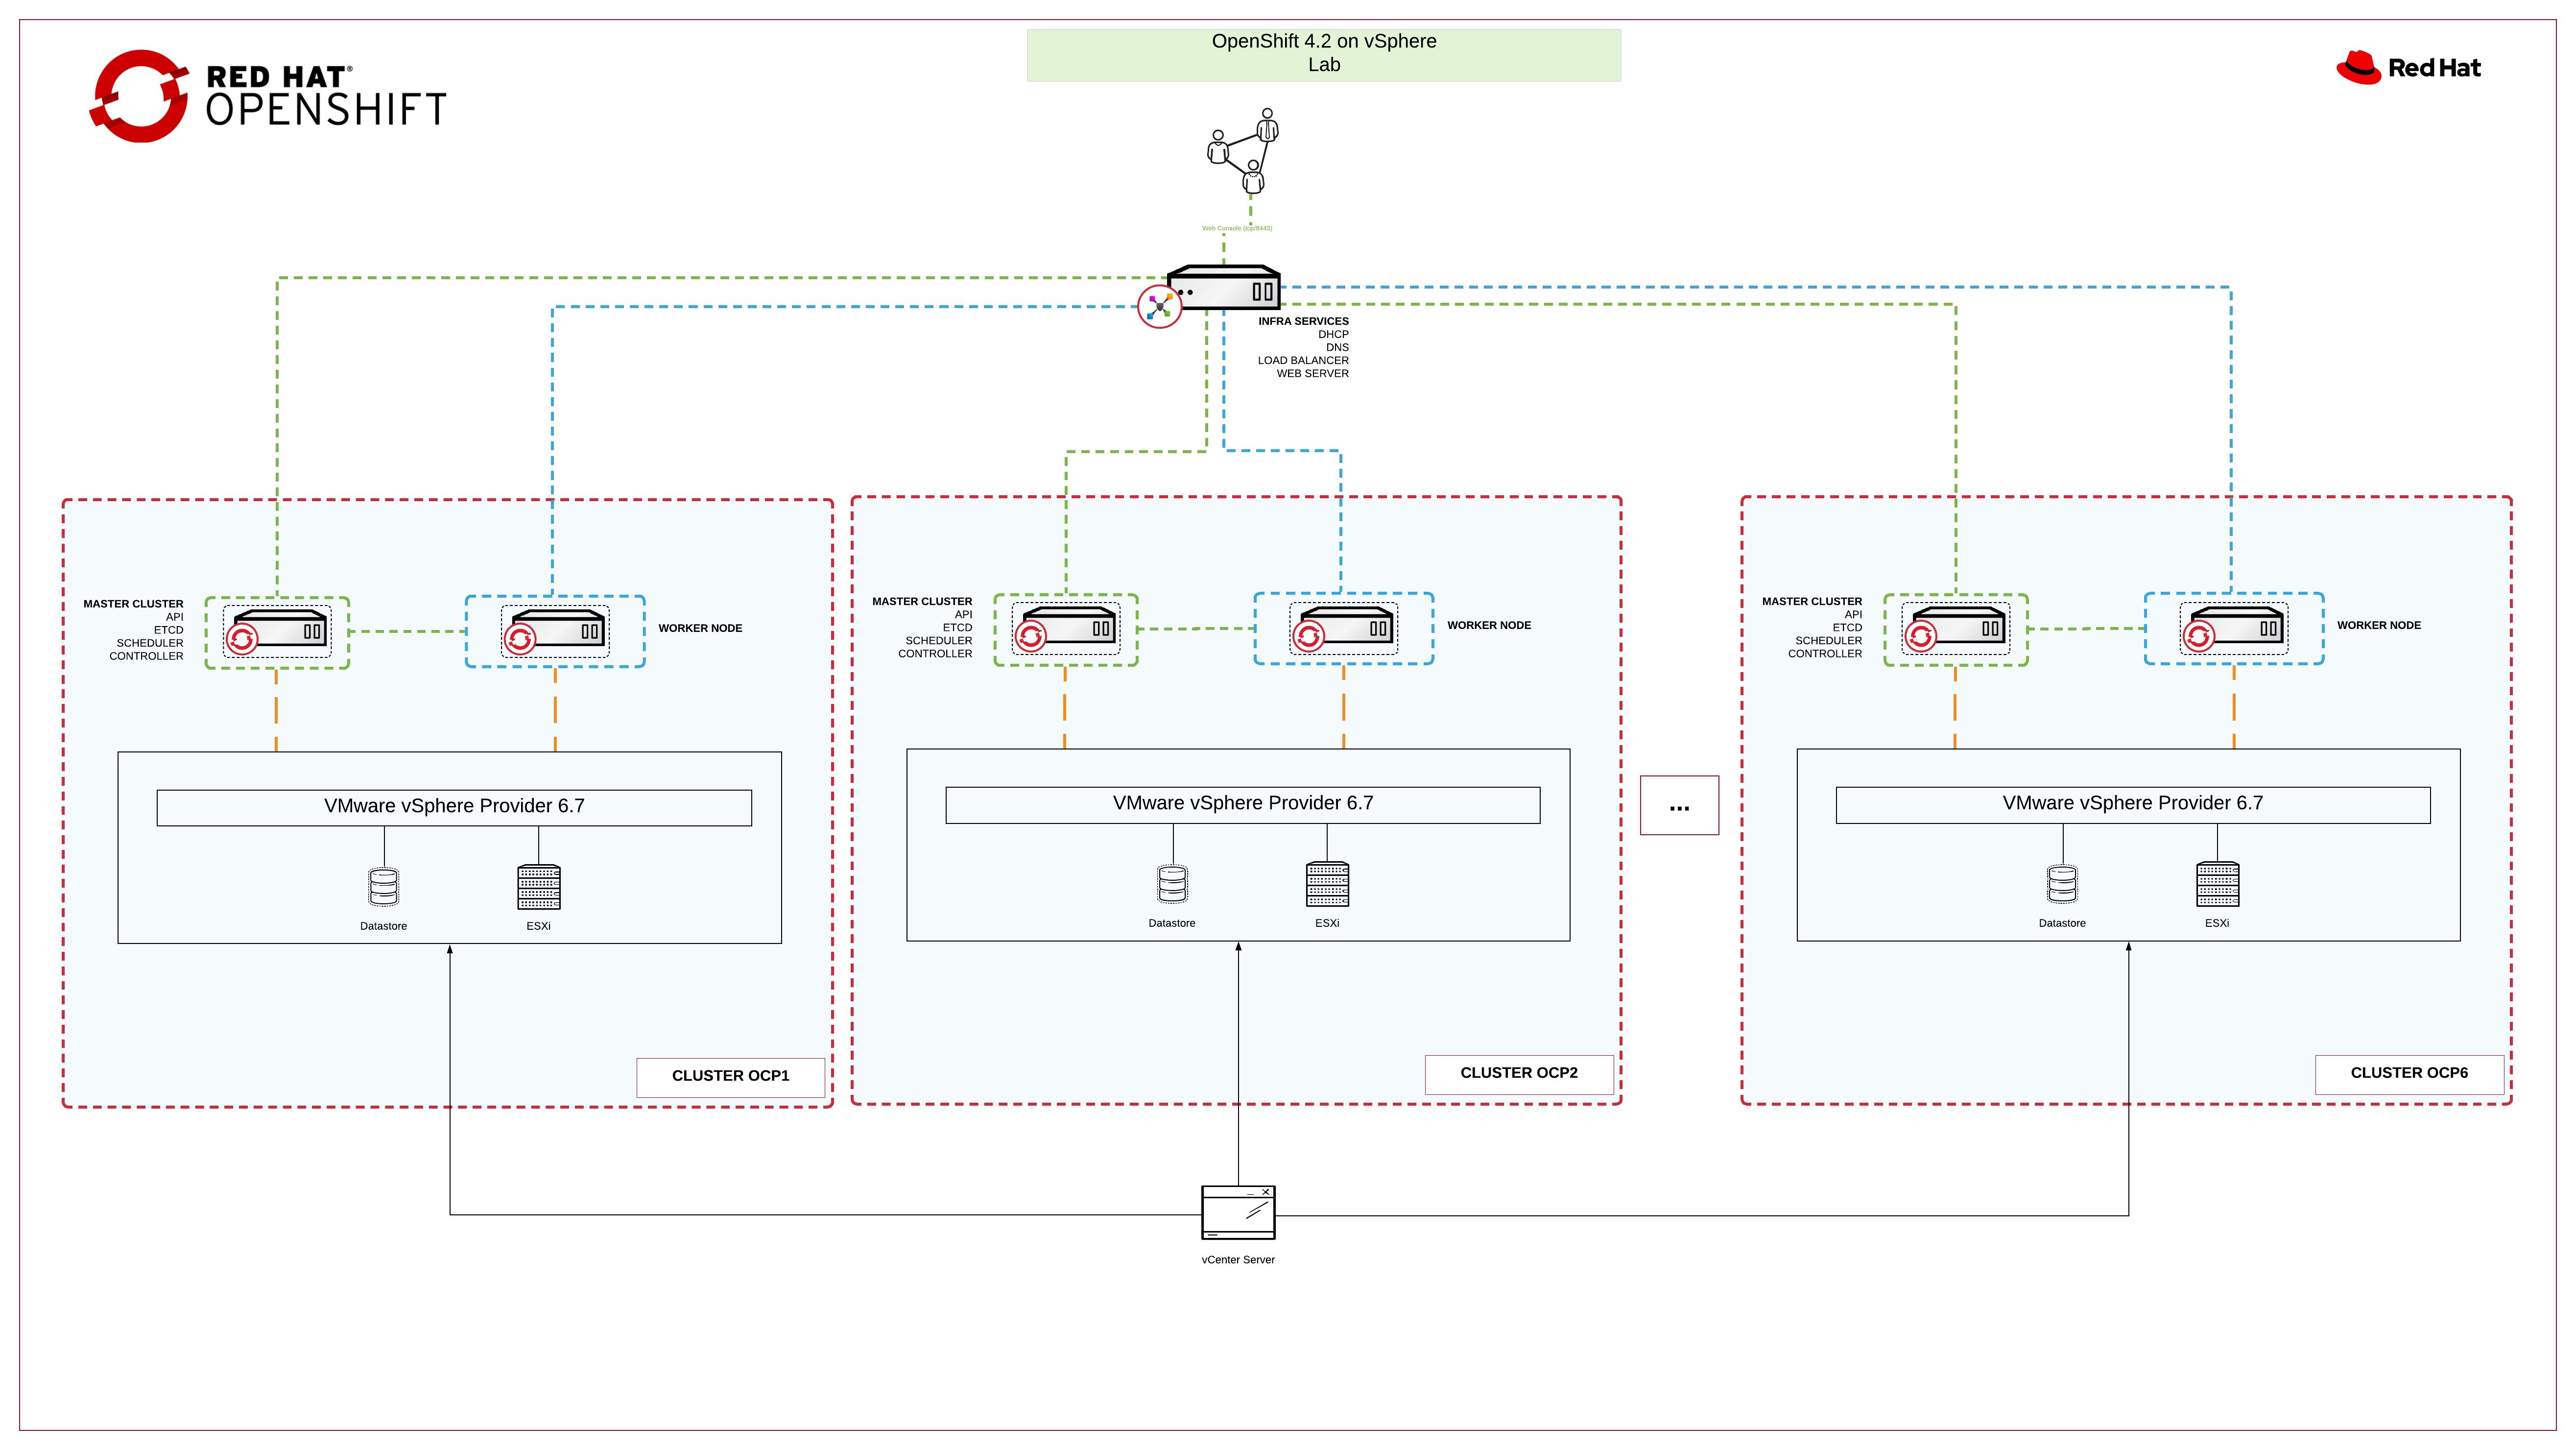 OpenShift 4.2 on vSphere
Lab
RED HAT®
OPENSHIFT
Red Hat
Web Console (tcp/8443)
INFRA SERVICES
DHCP
DNS
LOAD BALANCER
WEB SERVER
MASTER CLUSTER
API
ETCD
SCHEDULER
CONTROLLER
WORKER NODE
VMware vSphere Provider 6.7
Datastore
ESXi
CLUSTER OCP1
MASTER CLUSTER
API
ETCD
SCHEDULER
CONTROLLER
WORKER NODE
VMware vSphere Provider 6.7
Datastore
ESXi
CLUSTER OCP2
...
MASTER CLUSTER
API
ETCD
SCHEDULER
CONTROLLER
WORKER NODE
VMware vSphere Provider 6.7
Datastore
ESXi
CLUSTER OCP6
vCenter Server